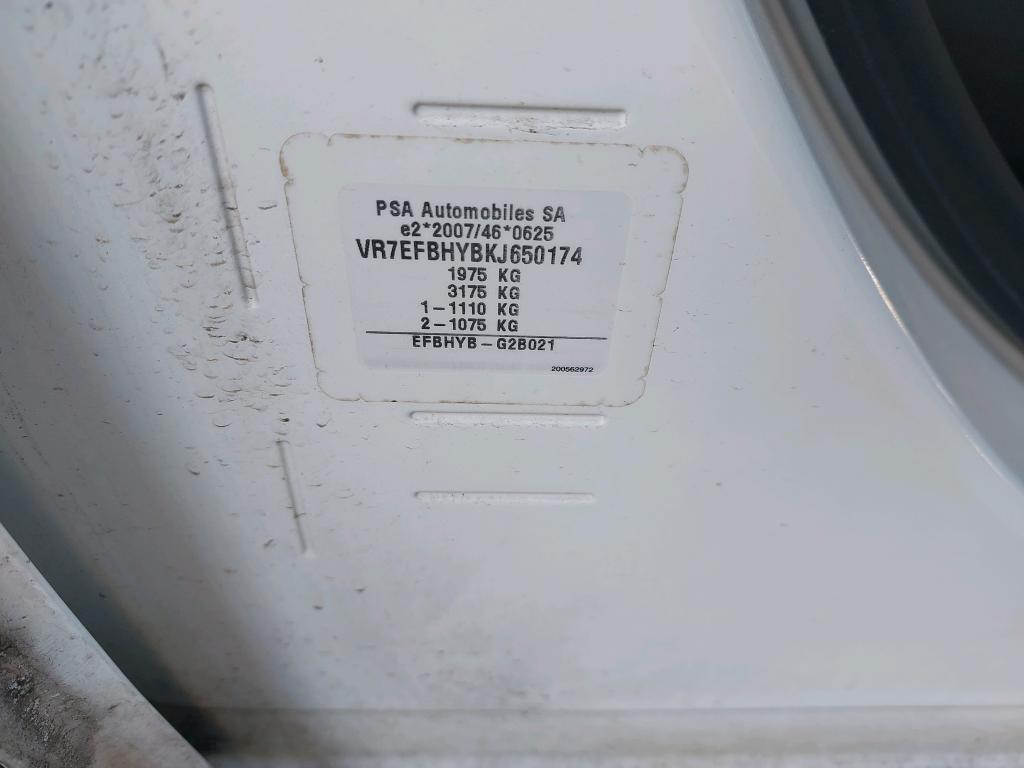 PSA Automobiles SA
e2*2007/46*0625
VR7EFBHYBKJ650174
1975 KG
3175 KG
1-1110 KG
2-1075 KG
EFBHYB-G2B021
200562972